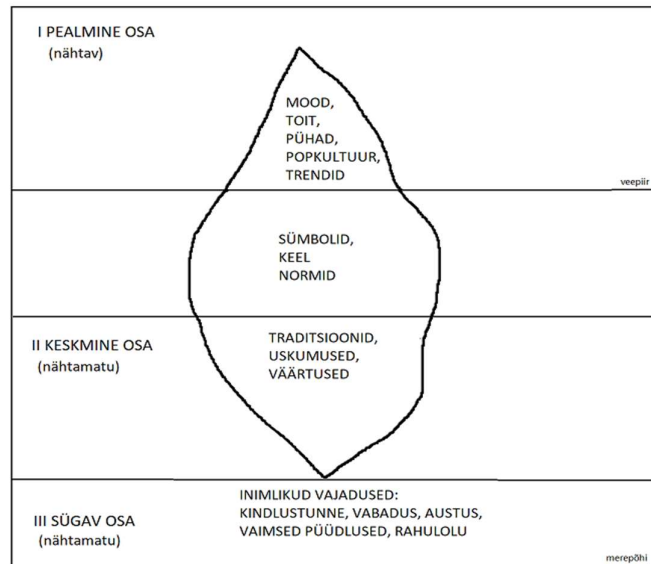 I PEALMINE OSA
(nähtav)
MOOD,
TOIT,
PÜHAD,
POPKULTUUR,
TRENDID
veepiir
SÜMBOLID,
KEEL
NORMID
II KESKMINE OSA
(nähtamatu)
TRADITSIOONID,
USKUMUSED,
VÄÄRTUSED
III SÜGAV OSA
(nähtamatu)
INIMLIKUD VAJADUSED:
KINDLUSTUNNE, VABADUS, AUSTUS,
VAIMSED PÜÜDLUSED, RAHULOLU
merepõhi